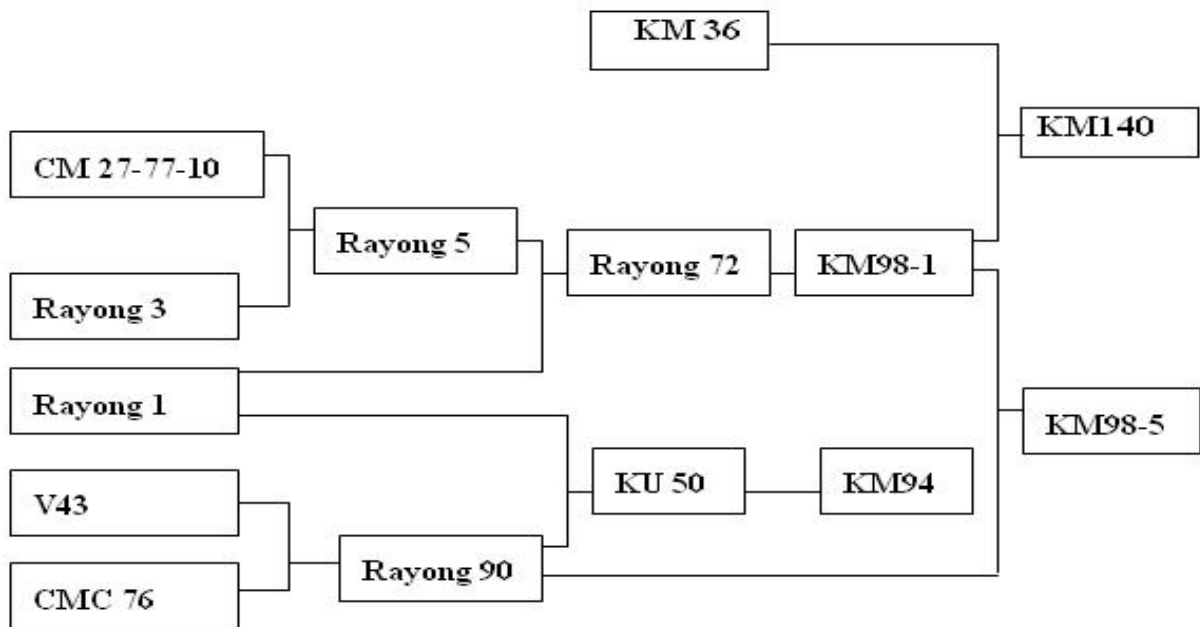 KM 36
KM140
CM 27-77-10
Rayong 5
Rayong 72
KM98-1
Rayong 3
Rayong 1
KM98-5
KU 50
KM94
V43
Rayong 90
CMC 76